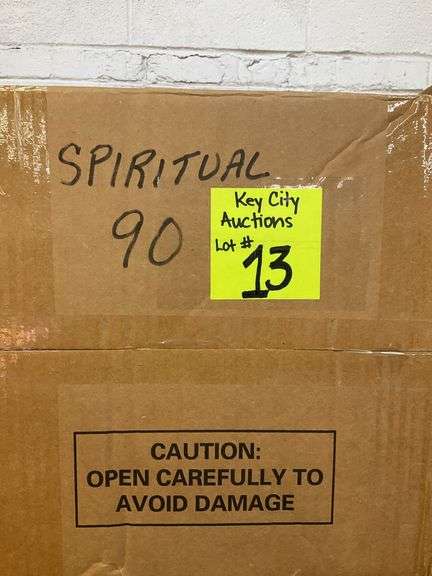 SPIRITUAL
90
Key City
Auctions
Lot #
13
CAUTION:
OPEN CAREFULLY TO
AVOID DAMAGE